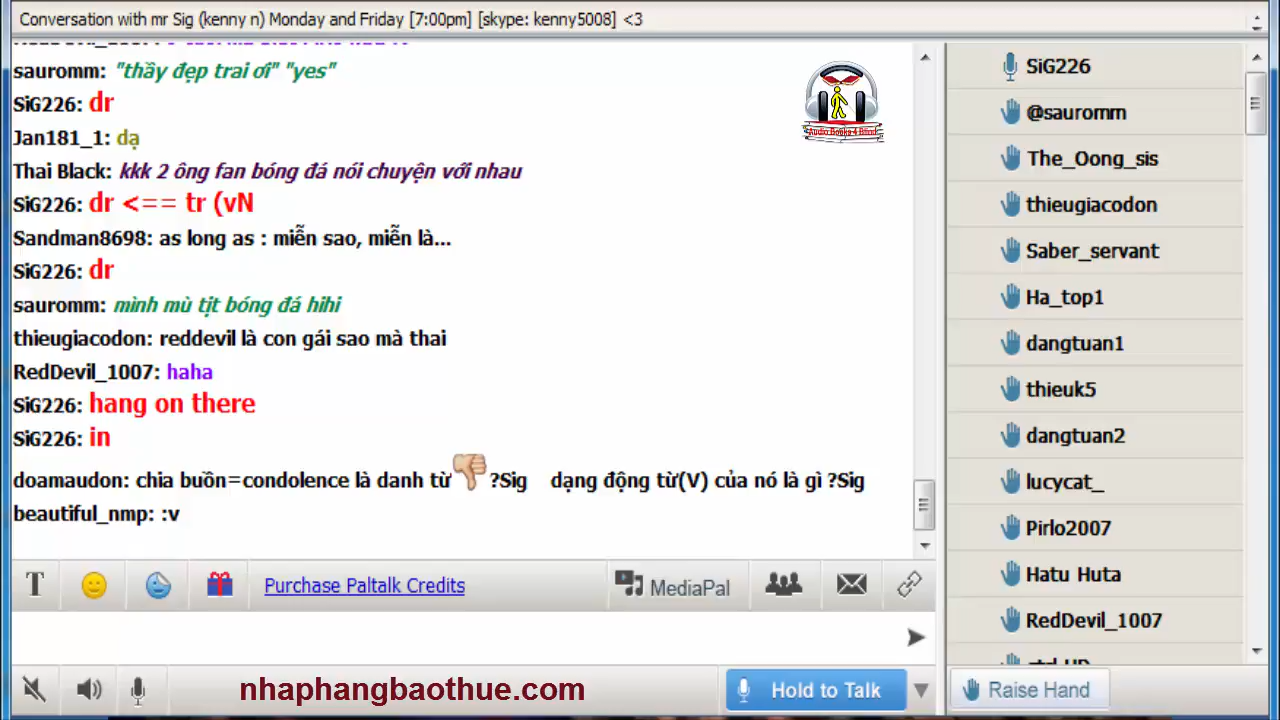 Conversation with mr Sig (kenny n) Monday and Friday [7:00pm] [skype: kenny5008] <3
sauromm: "thầy đẹp trai ơi" "yes"
SiG226: dr
Jan181_1: dạ
Thai Black: kkk 2 ông fan bóng đá nói chuyện với nhau
SiG226: dr <== tr (vN
Sandman8698: as long as : miễn sao, miễn là...
SiG226: dr
sauromm: mình mù tịt bóng đá hihi
thieugiacodon: reddevil là con gái sao mà thai
RedDevil_1007: haha
SiG226: hang on there
SiG226: in
doamaudon: chia buồn=condolence là danh từ ?Sig dạng động từ(V) của nó là gì ?Sig
beautiful_nmp: :v
Audio Books 4 Blind
T
Purchase Paltalk Credits
MediaPal
nhaphangbaothue.com
Hold to Talk
SiG226
@sauromm
The_Oong_sis
thieugiacodon
Saber_servant
Ha_top1
dangtuan1
thieuk5
dangtuan2
lucycat_
Pirlo2007
Hatu Huta
RedDevil_1007
Raise Hand